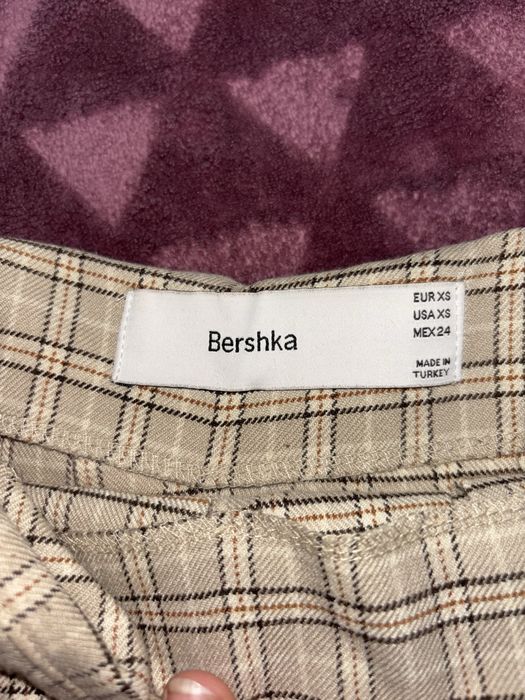 Bershka
EUR XS
USA XS
MEX 24
MADE IN
TURKEY